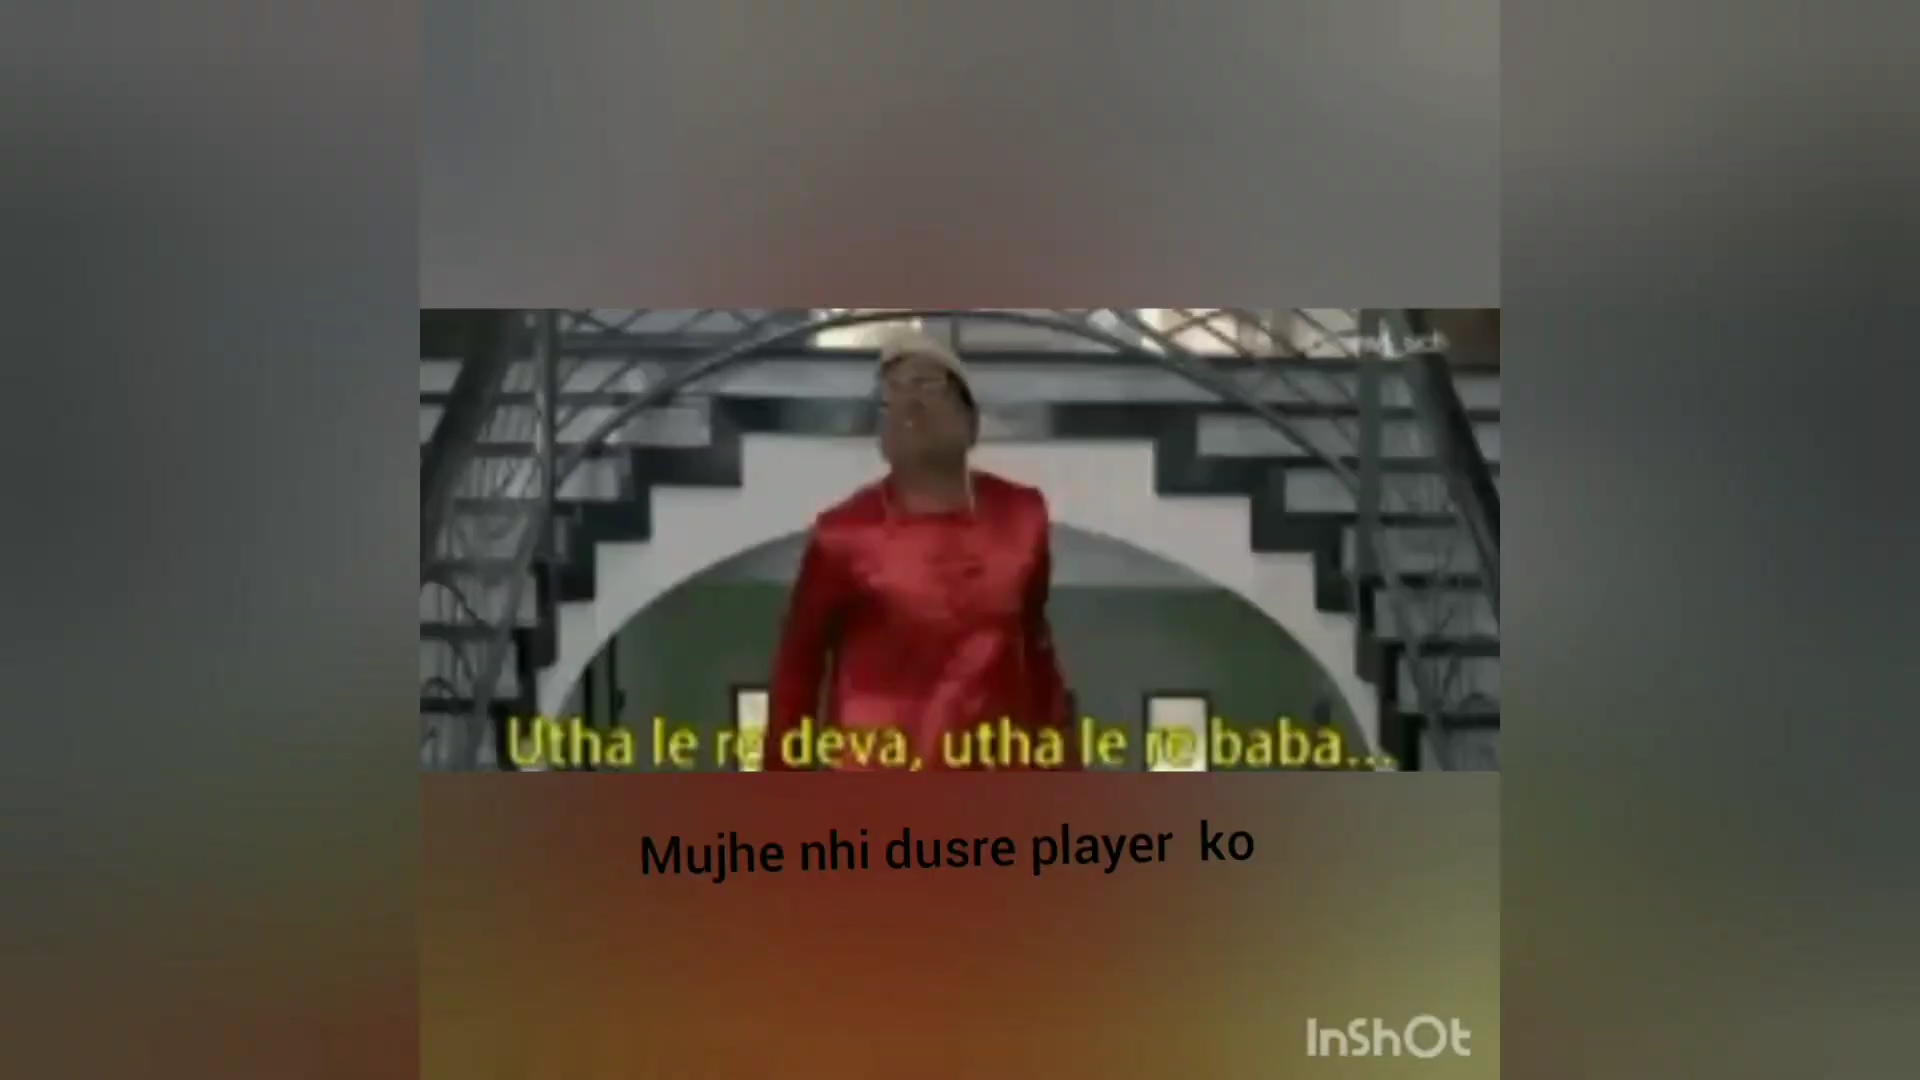 Utha le re deva, utha le re baba...
Mujhe nhi dusre player ko
InShOt